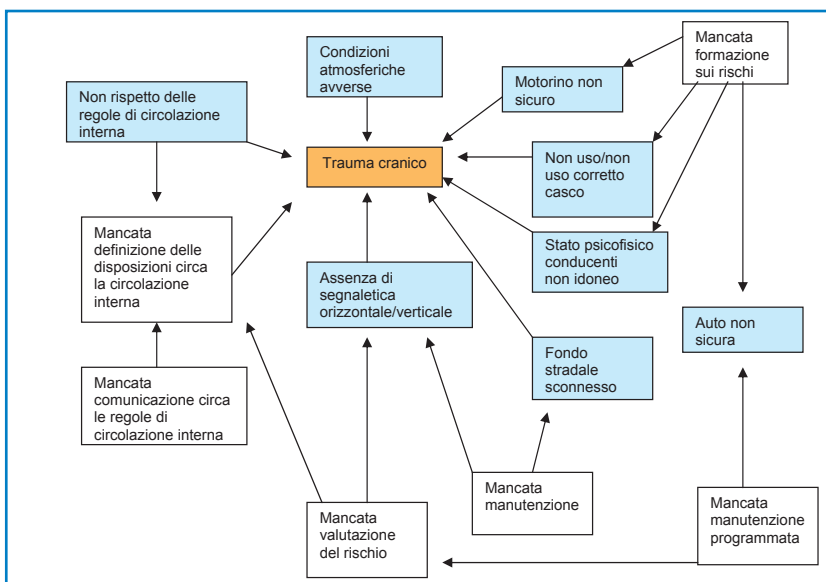 Condizioni
atmosferiche
avverse
Mancata
formazione
sui rischi
Motorino non
sicuro
Non rispetto delle
regole di circolazione
interna
Trauma cranico
Non uso/non
uso corretto
casco
Mancata
definizione delle
disposizioni circa
la circolazione
interna
Stato psicofisico
conducenti
non idoneo
Assenza di
segnaletica
orizzontale/verticale
Auto non
sicura
Fondo
stradale
sconnesso
Mancata
comunicazione circa
le regole di
circolazione interna
Mancata
manutenzione
Mancata
valutazione
del rischio
Mancata
manutenzione
programmata